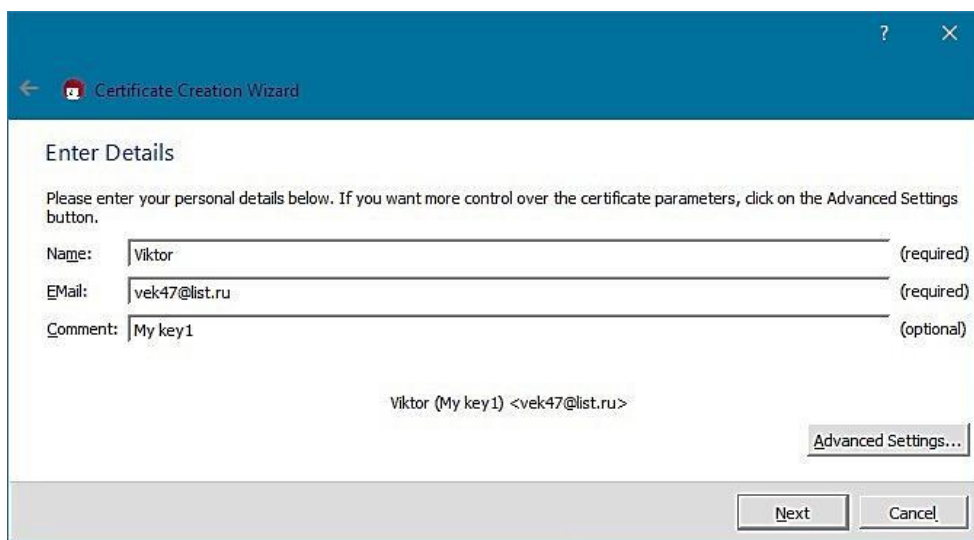 ?
Certificate Creation Wizard
Enter Details
Please enter your personal details below. If you want more control over the certificate parameters, click on the Advanced Settings
button.
Name: Viktor (required)
EMail: vek47@list.ru (required)
Comment: My key1 (optional)
Viktor (My key1) <vek47@list.ru>
Advanced Settings...
Next Cancel